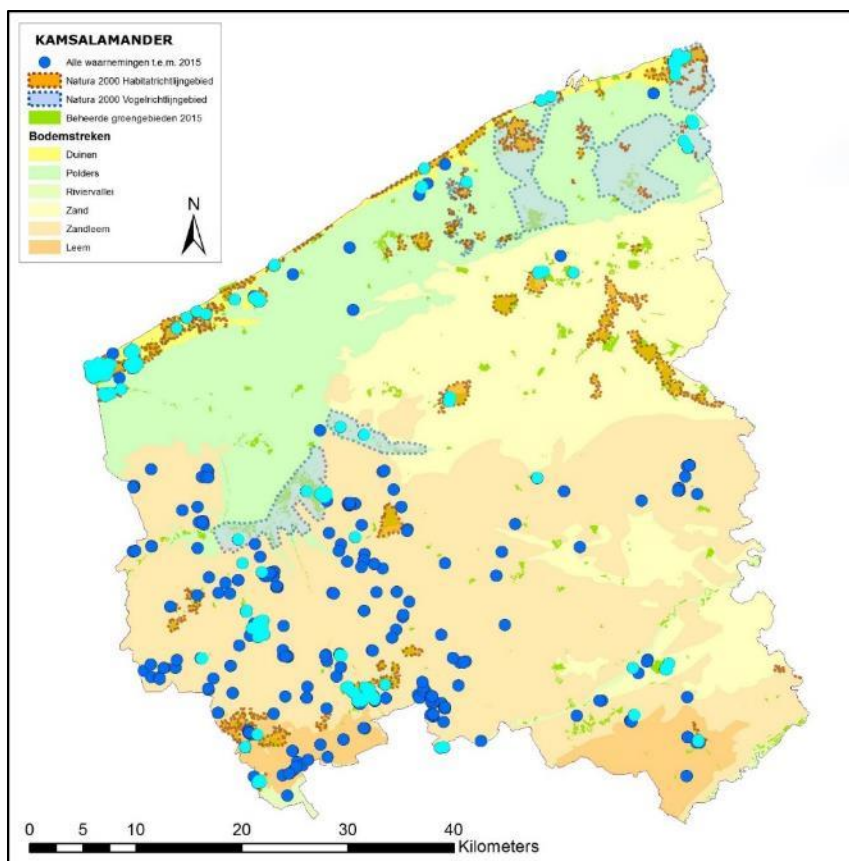 KAMSALAMANDER
Alle waarnemingen t.e.m. 2015
Natura 2000 Habitatrichtlijngebied
Natura 2000 Vogelrichtlijngebied
Beheerde groengebieden 2015
Bodemstreken
Duinen
Polders
Riviervallei
Zand
Zandleem
Leem
N
0 5 10 20 30 40
Kilometers